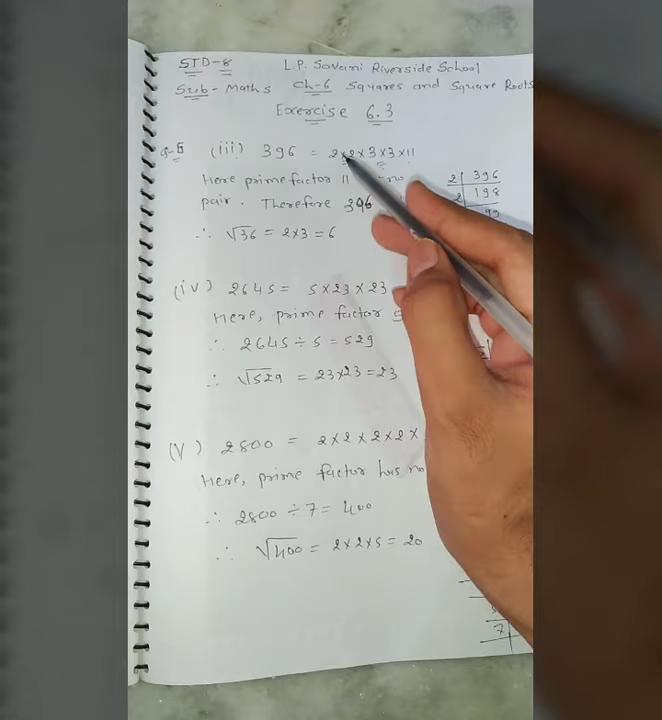 STD-8 L.P. Savani Riverside School
Sub- Maths Ch-6 Squares and Square Roots
Exercise 6.3
(iii) 396 = 2×2×3×3×11
Here prime factor 11 no
pair. Therefore 396
∴ √36 = 2×3 = 6
2 | 396
2 | 198
99
(iv) 2645 = 5×23×23
Here, prime factor 5
∴ 2645 ÷ 5 = 529
∴ √529 = 23×23 = 23
(V) 2800 = 2×2×2×2×
Here, prime factor has no
∴ 2800 ÷ 7 = 400
∴ √400 = 2×2×5 = 20
7